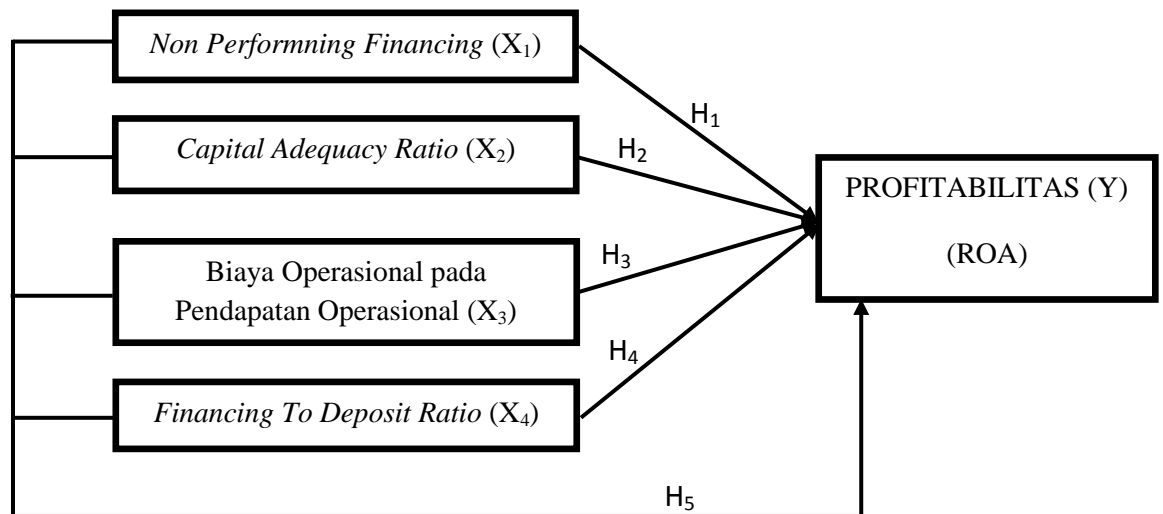 Non Performning Financing (X₁)
H₁
Capital Adequacy Ratio (X₂)
H₂
PROFITABILITAS (Y)
(ROA)
Biaya Operasional pada
Pendapatan Operasional (X₃)
H₃
H₄
Financing To Deposit Ratio (X₄)
H₅